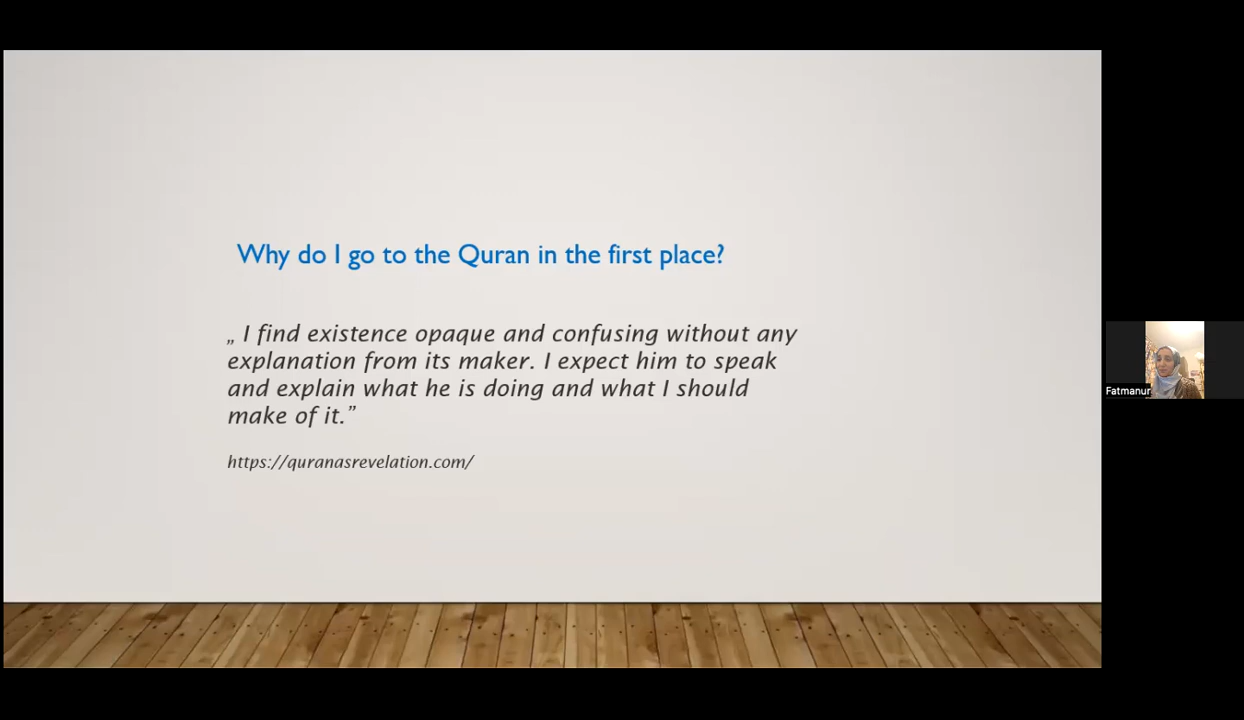 Why do I go to the Quran in the first place?
„ I find existence opaque and confusing without any
explanation from its maker. I expect him to speak
and explain what he is doing and what I should
make of it.”
https://quranasrevelation.com/
Fatmanur